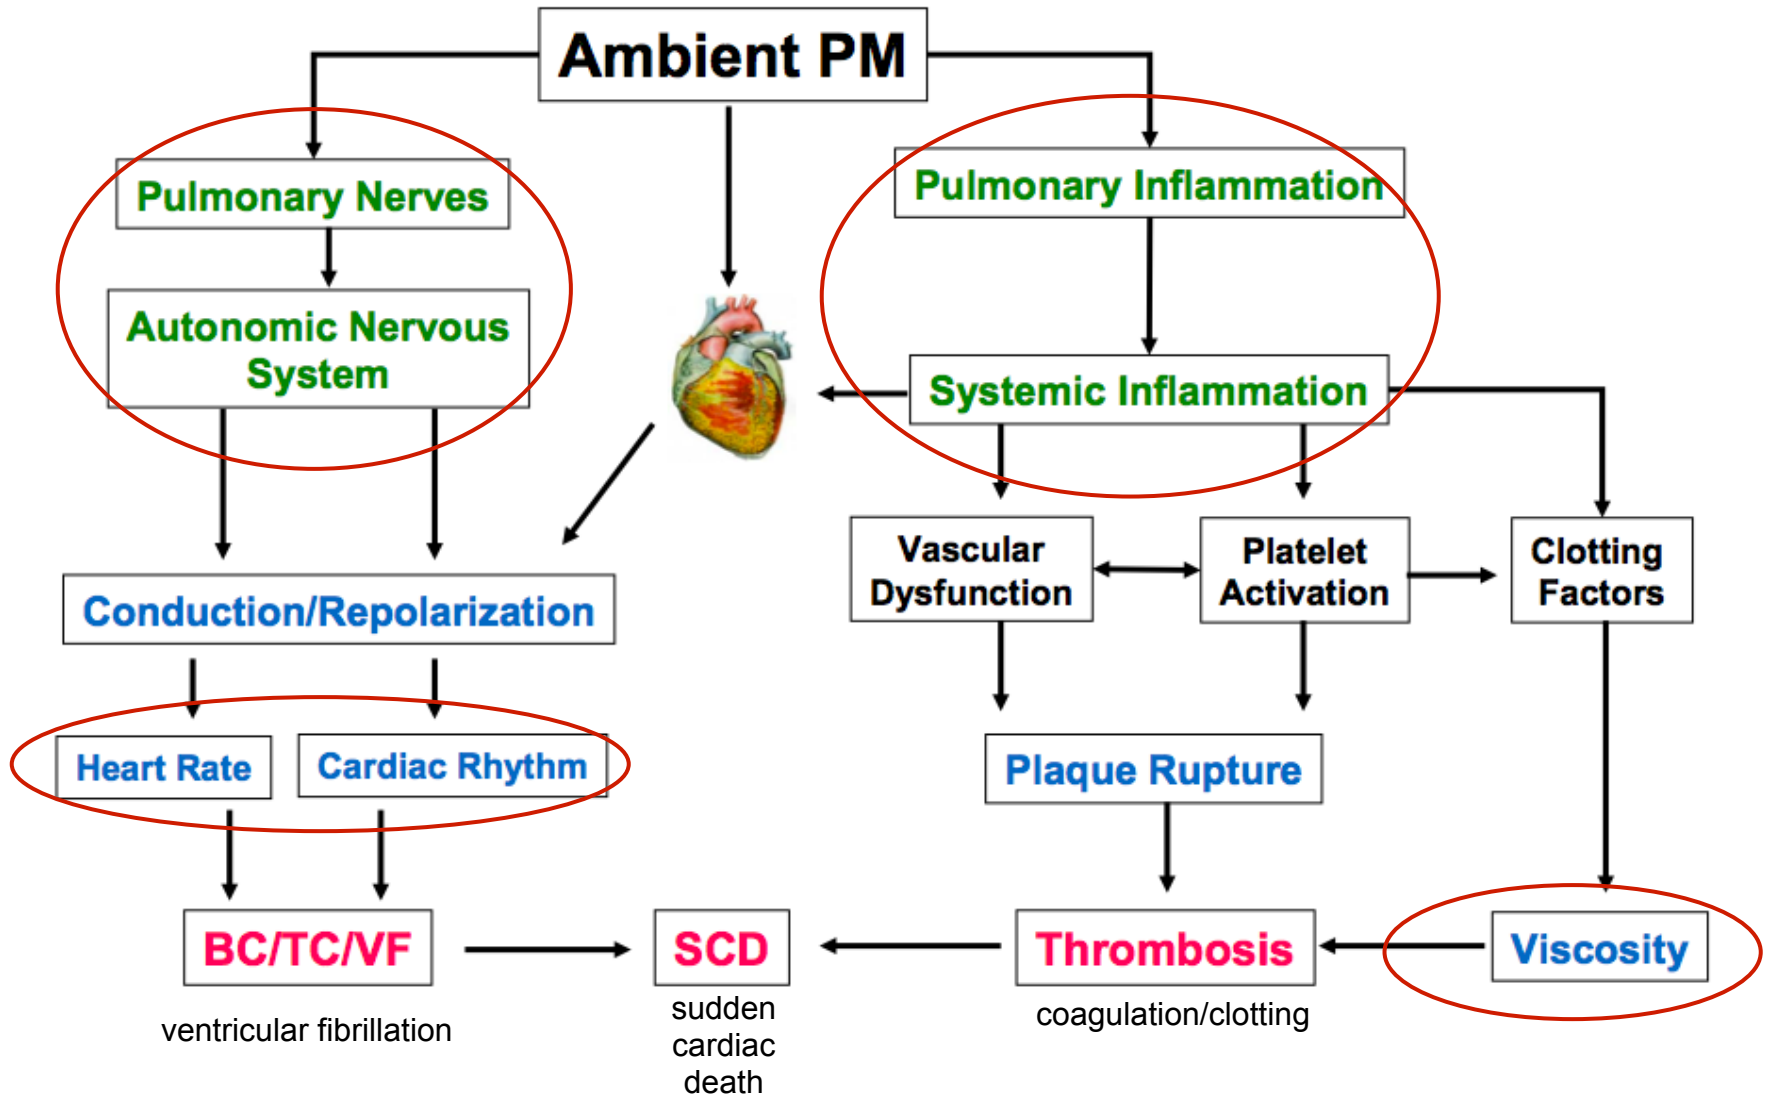 Ambient PM
Pulmonary Nerves
Pulmonary Inflammation
Autonomic Nervous
System
Systemic Inflammation
Vascular
Dysfunction
Platelet
Activation
Clotting
Factors
Conduction/Repolarization
Heart Rate
Cardiac Rhythm
Plaque Rupture
BC/TC/VF
SCD
Thrombosis
Viscosity
ventricular fibrillation
sudden
cardiac
death
coagulation/clotting